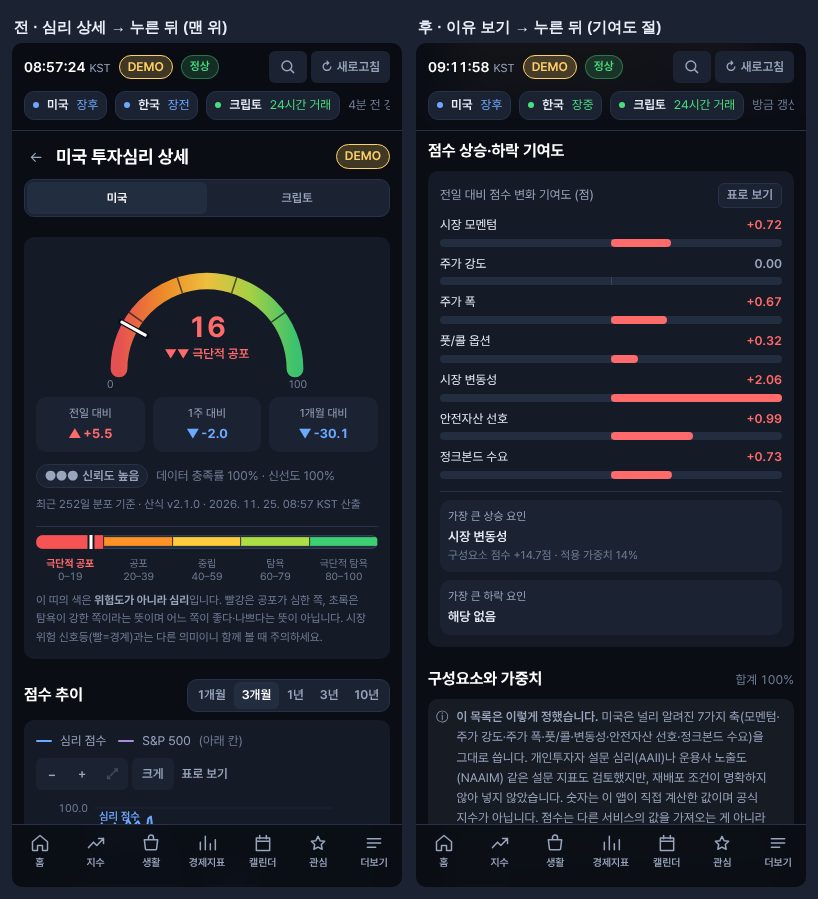 전 · 심리 상세 → 누른 뒤 (맨 위)
08:57:24 KST DEMO 정상 새로고침
미국 장후 한국 장전 크립토 24시간 거래 4분 전
← 미국 투자심리 상세 DEMO
미국 크립토
16
▼▼ 극단적 공포
0 100
전일 대비 1주 대비 1개월 대비
▲ +5.5 ▼ -2.0 ▼ -30.1
●●● 신뢰도 높음 데이터 충족률 100% · 신선도 100%
최근 252일 분포 기준 · 산식 v2.1.0 · 2026. 11. 25. 08:57 KST 산출
극단적 공포 공포 중립 탐욕 극단적 탐욕
0–19 20–39 40–59 60–79 80–100
이 띠의 색은 위험도가 아니라 심리입니다. 빨강은 공포가 심한 쪽, 초록은
탐욕이 강한 쪽이라는 뜻이며 어느 쪽이 좋다·나쁘다는 뜻이 아닙니다. 시장
위험 신호등(빨=경계)과는 다른 의미이니 함께 볼 때 주의하세요.
점수 추이 1개월 3개월 1년 3년 10년
심리 점수 S&P 500 (아래 칸)
− + 크게 표로 보기
100.0 심리 점수
홈 지수 생활 경제지표 캘린더 관심 더보기
후 · 이유 보기 → 누른 뒤 (기여도 절)
09:11:58 KST DEMO 정상 새로고침
미국 장후 한국 장중 크립토 24시간 거래 방금 갱신
점수 상승·하락 기여도
전일 대비 점수 변화 기여도 (점) 표로 보기
시장 모멘텀 +0.72
주가 강도 0.00
주가 폭 +0.67
풋/콜 옵션 +0.32
시장 변동성 +2.06
안전자산 선호 +0.99
정크본드 수요 +0.73
가장 큰 상승 요인
시장 변동성
구성요소 점수 +14.7점 · 적용 가중치 14%
가장 큰 하락 요인
해당 없음
구성요소와 가중치 합계 100%
ⓘ 이 목록은 이렇게 정했습니다. 미국은 널리 알려진 7가지 축(모멘텀·
주가 강도·주가 폭·풋/콜·변동성·안전자산 선호·정크본드 수요)을
그대로 씁니다. 개인투자자 설문 심리(AAII)나 운용사 노출도
(NAAIM) 같은 설문 지표도 검토했지만, 재배포 조건이 명확하지
않아 넣지 않았습니다. 숫자는 이 앱이 직접 계산한 값이며 공식
지수가 아닙니다. 점수는 다른 서비스의 값을 가져오는 게 아니라
홈 지수 생활 경제지표 캘린더 관심 더보기